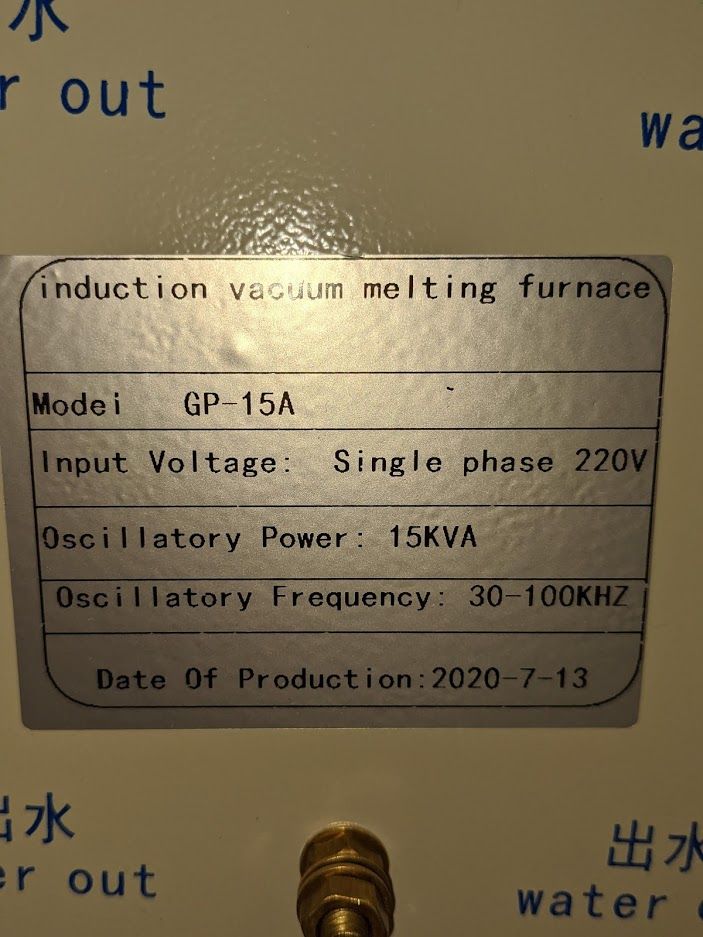 水
r out
wa
induction vacuum melting furnace
Modei GP-15A
Input Voltage: Single phase 220V
Oscillatory Power: 15KVA
Oscillatory Frequency: 30-100KHZ
Date Of Production:2020-7-13
出水
er out
出水
water